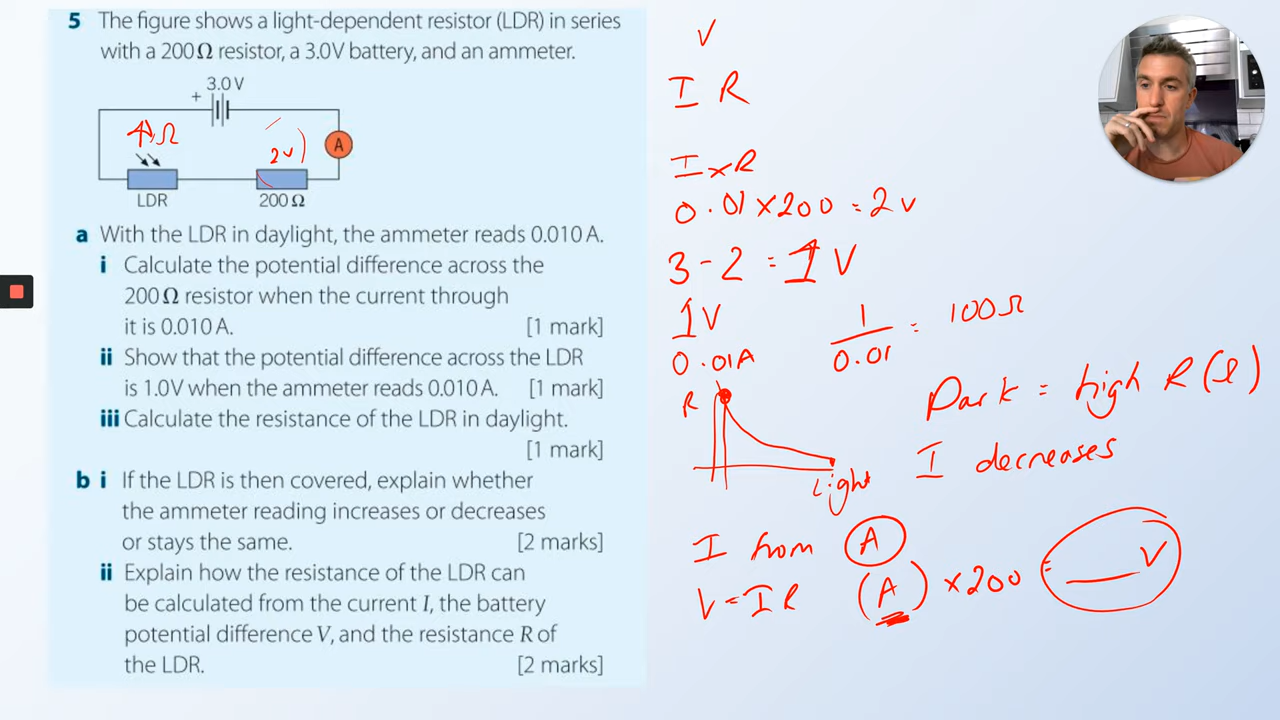 5 The figure shows a light-dependent resistor (LDR) in series
with a 200 Ω resistor, a 3.0 V battery, and an ammeter.
3.0 V
+
Ω
2v
A
LDR
200 Ω
a With the LDR in daylight, the ammeter reads 0.010 A.
i Calculate the potential difference across the
200 Ω resistor when the current through
it is 0.010 A. [1 mark]
ii Show that the potential difference across the LDR
is 1.0 V when the ammeter reads 0.010 A. [1 mark]
iii Calculate the resistance of the LDR in daylight.
[1 mark]
b i If the LDR is then covered, explain whether
the ammeter reading increases or decreases
or stays the same. [2 marks]
ii Explain how the resistance of the LDR can
be calculated from the current I, the battery
potential difference V, and the resistance R of
the LDR. [2 marks]
V
I R
I x R
0.01 x 200 = 2v
3 - 2 = 1V
1V
0.01A
1
0.01
= 100Ω
R
Light
Dark = high R (Ω)
I decreases
I from A
V = I R (A) x 200 = ___ V